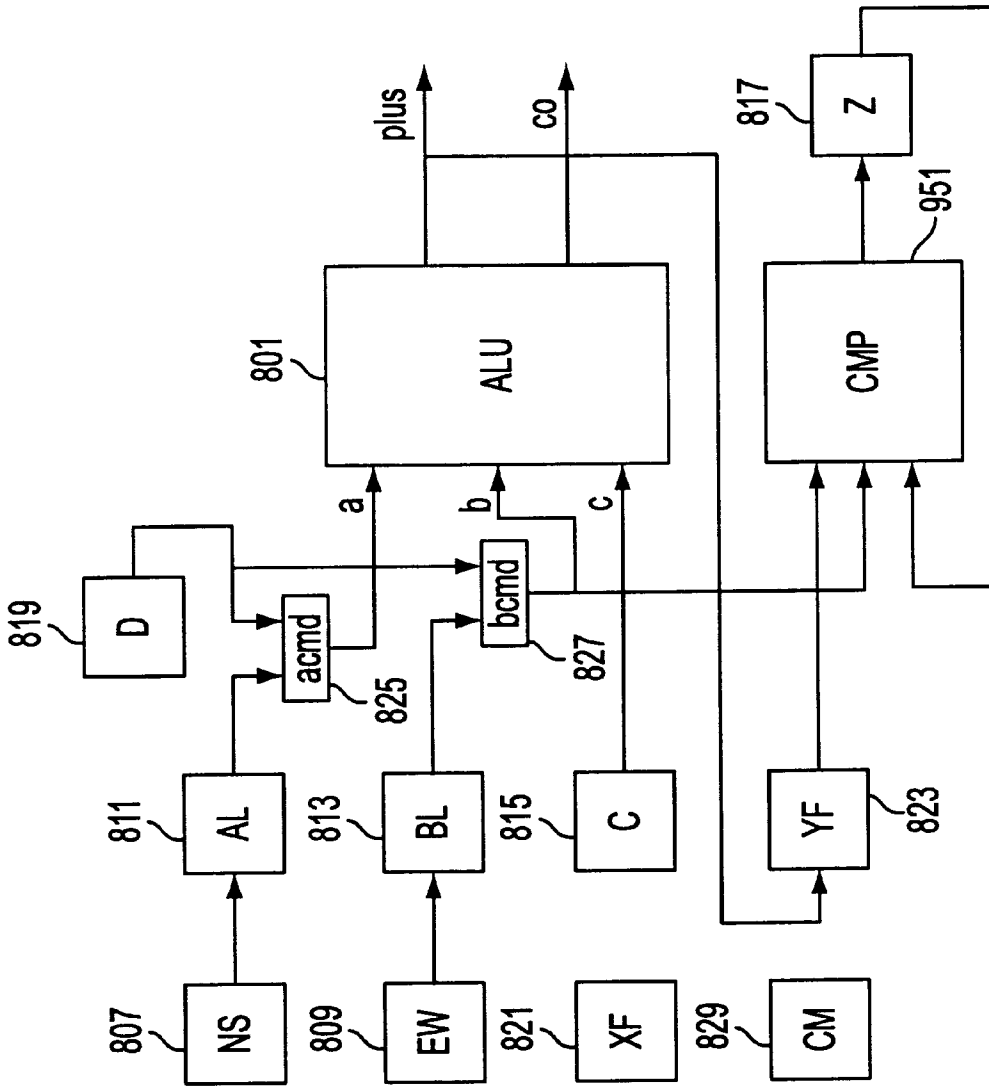 819
D
817
Z
plus
co
801
ALU
951
CMP
a
b
c
acmd
825
bcmd
827
811
AL
813
BL
815
C
YF
823
807
NS
809
EW
821
XF
829
CM